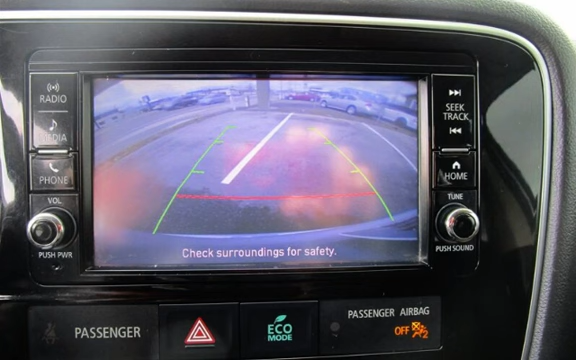 RADIO
MEDIA
PHONE
VOL
PUSH PWR
SEEK
TRACK
HOME
TUNE
PUSH SOUND
Check surroundings for safety.
PASSENGER
ECO
MODE
PASSENGER AIRBAG
OFF 2